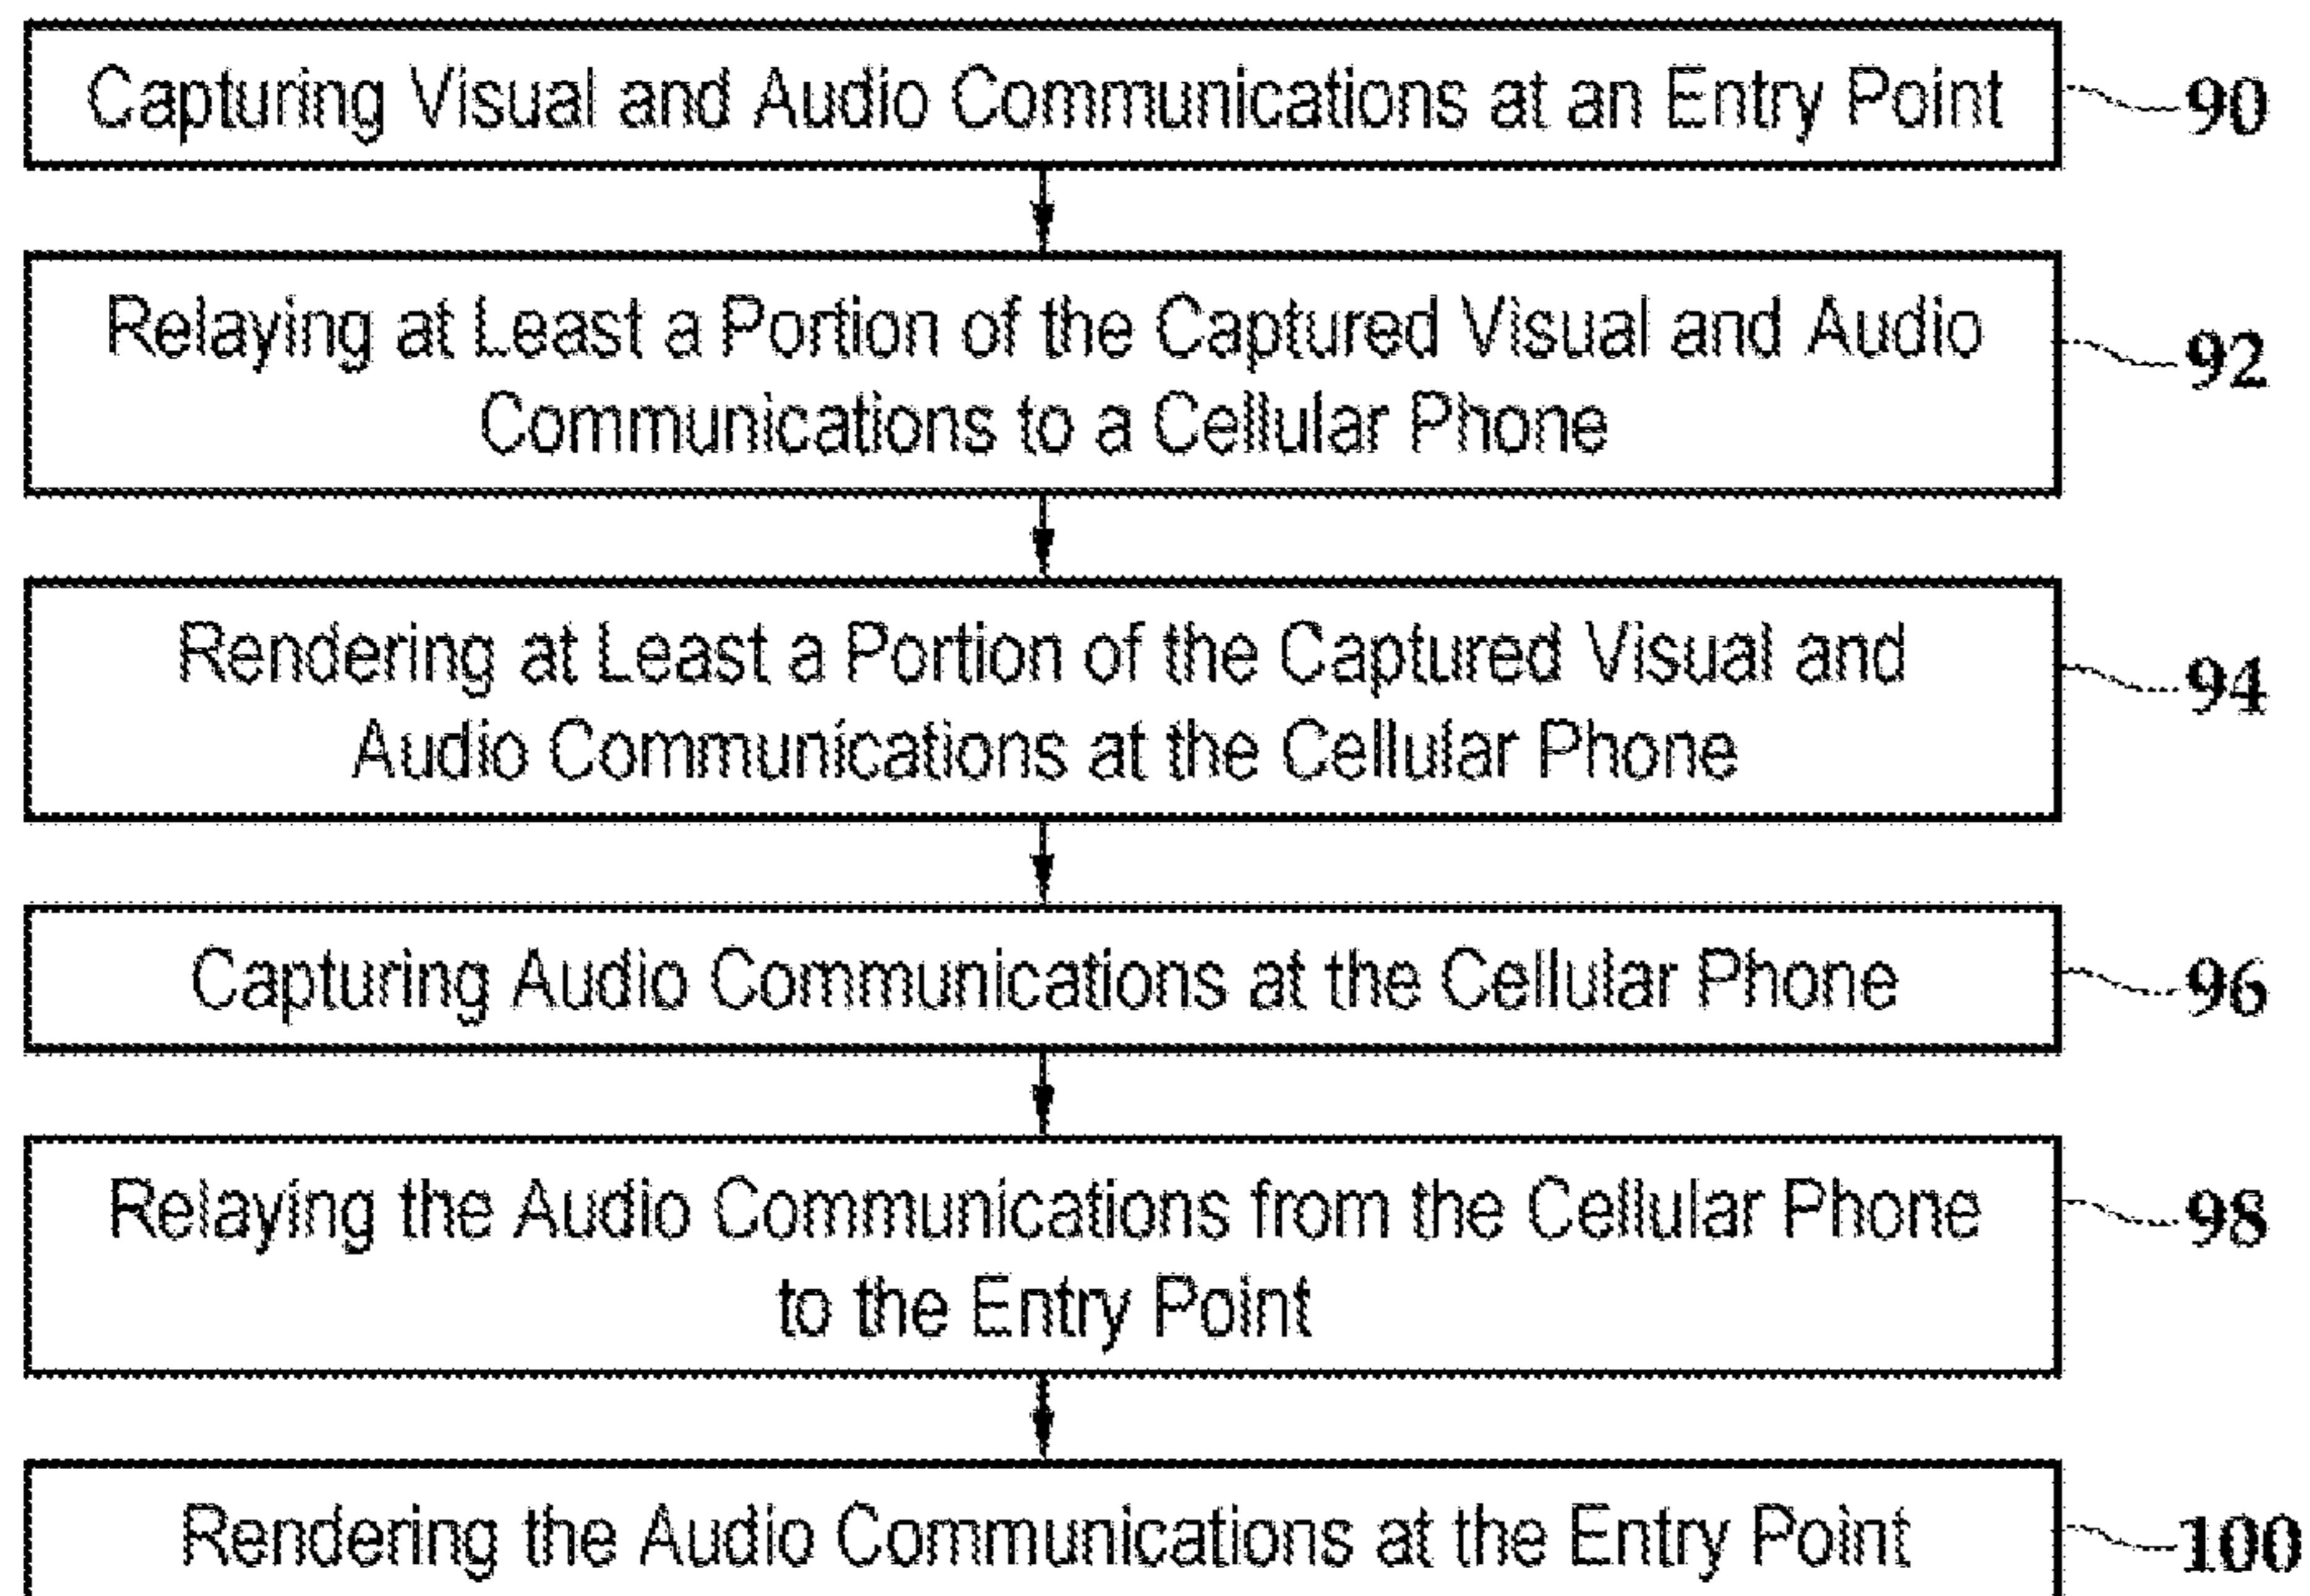 Capturing Visual and Audio Communications at an Entry Point
90
Relaying at Least a Portion of the Captured Visual and Audio
Communications to a Cellular Phone
92
Rendering at Least a Portion of the Captured Visual and
Audio Communications at the Cellular Phone
94
Capturing Audio Communications at the Cellular Phone
96
Relaying the Audio Communications from the Cellular Phone
to the Entry Point
98
Rendering the Audio Communications at the Entry Point
100